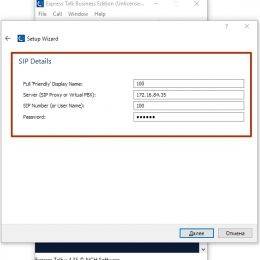 Express Talk Business Edition (Unlicense...
File Call Window Help
Setup Wizard
SIP Details
Full 'Friendly' Display Name: 100
Server (SIP Proxy or Virtual PBX): 172.16.84.35
SIP Number (or User Name): 100
Password: ••••••
Далее Отмена
Express Talk v 4.35 © NCH Software